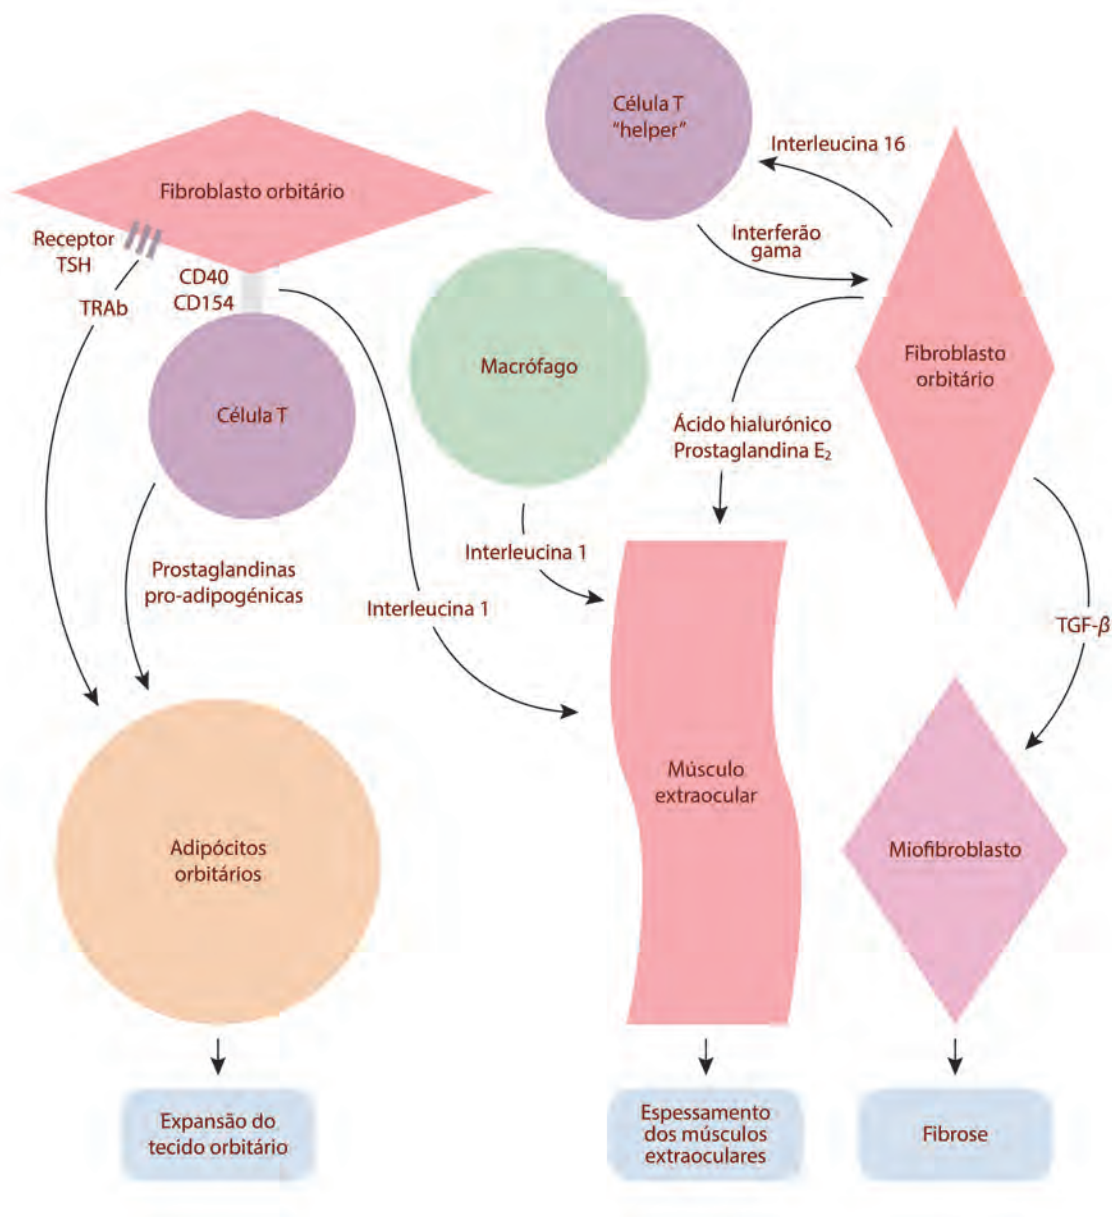 Célula T
“helper”
Interleucina 16
Fibroblasto orbitário
Receptor
TSH
Interferão
gama
CD40
CD154
TRAb
Macrófago
Fibroblasto
orbitário
Célula T
Ácido hialurónico
Prostaglandina E₂
Interleucina 1
Prostaglandinas
pro-adipogénicas
Interleucina 1
TGF-β
Músculo
extraocular
Adipócitos
orbitários
Miofibroblasto
Expansão do
tecido orbitário
Espessamento
dos músculos
extraoculares
Fibrose